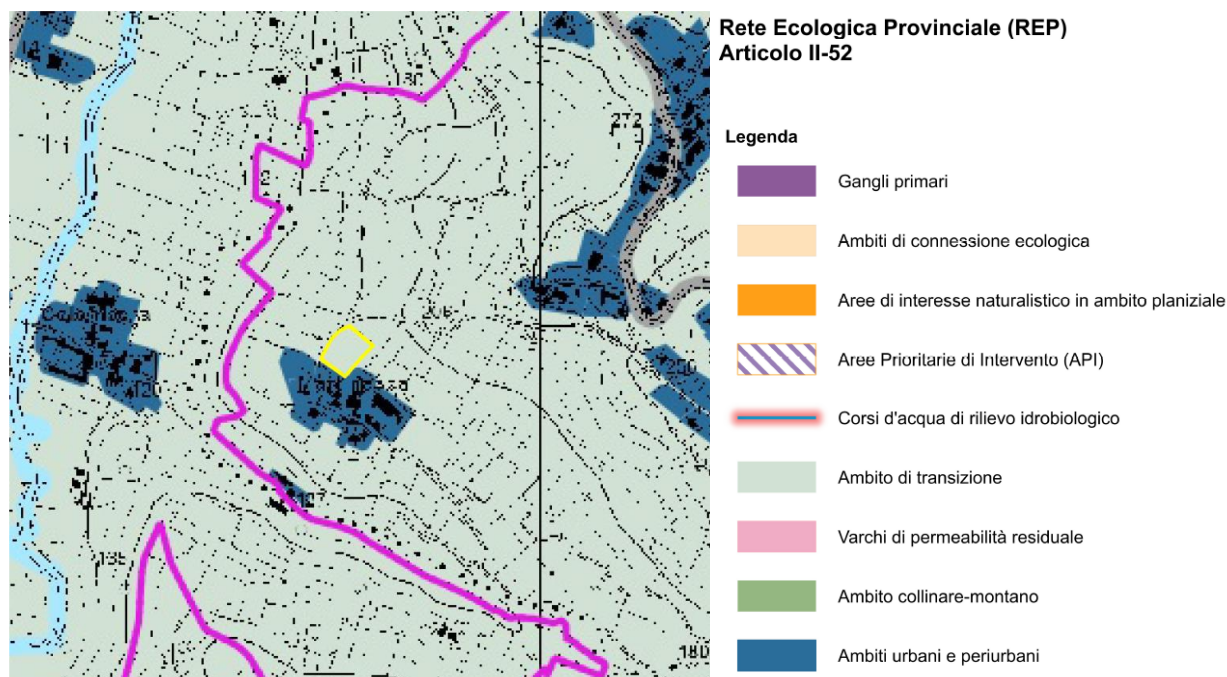 Rete Ecologica Provinciale (REP)
Articolo II-52
Legenda
Gangli primari
Ambiti di connessione ecologica
Aree di interesse naturalistico in ambito planiziale
Aree Prioritarie di Intervento (API)
Corsi d'acqua di rilievo idrobiologico
Ambito di transizione
Varchi di permeabilità residuale
Ambito collinare-montano
Ambiti urbani e periurbani
272
180